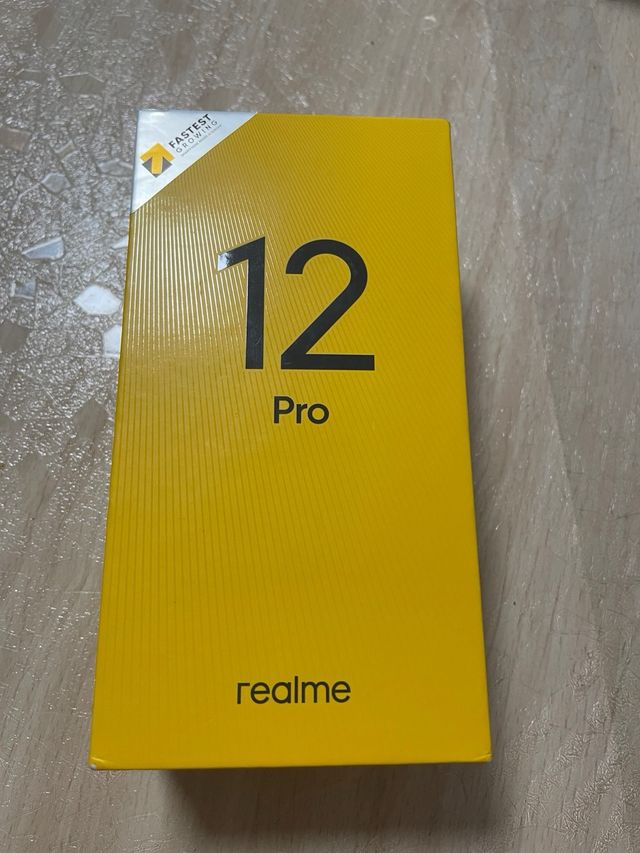 FASTEST
GROWING
12
Pro
realme